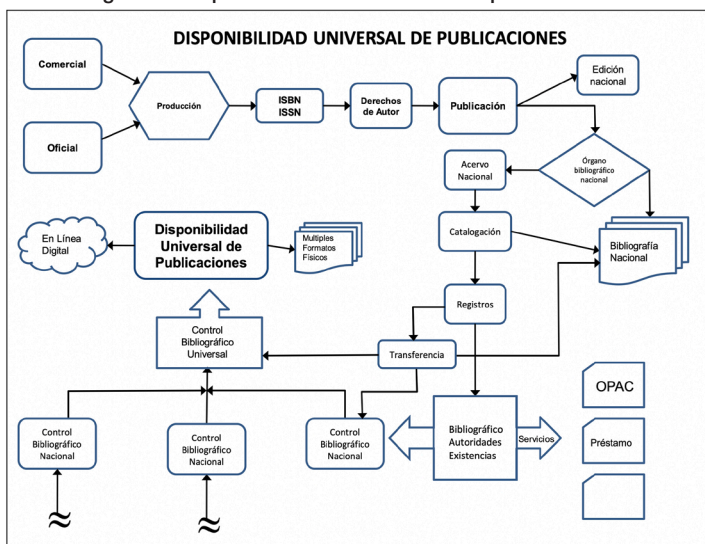 DISPONIBILIDAD UNIVERSAL DE PUBLICACIONES
Comercial
Oficial
Producción
ISBN
ISSN
Derechos
de Autor
Publicación
Edición
nacional
Órgano
bibliográfico
nacional
Acervo
Nacional
Catalogación
Bibliografía
Nacional
En Línea
Digital
Disponibilidad
Universal de
Publicaciones
Multiples
Formatos
Físicos
Registros
Control
Bibliográfico
Universal
Transferencia
Control
Bibliográfico
Nacional
Control
Bibliográfico
Nacional
Control
Bibliográfico
Nacional
Bibliográfico
Autoridades
Existencias
Servicios
OPAC
Préstamo
≈
≈